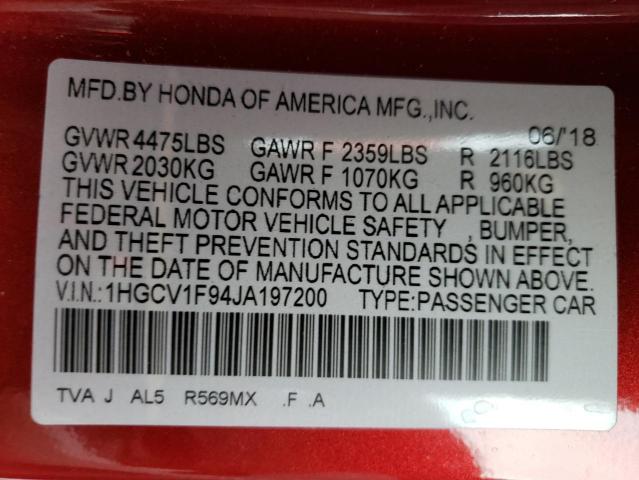 MFD.BY HONDA OF AMERICA MFG.,INC.
06/'18
GVWR 4475LBS GAWR F 2359LBS R 2116LBS
GVWR 2030KG GAWR F 1070KG R 960KG
THIS VEHICLE CONFORMS TO ALL APPLICABLE
FEDERAL MOTOR VEHICLE SAFETY , BUMPER,
AND THEFT PREVENTION STANDARDS IN EFFECT
ON THE DATE OF MANUFACTURE SHOWN ABOVE.
V.I.N.: 1HGCV1F94JA197200 TYPE:PASSENGER CAR
TVA J AL5 R569MX .F .A